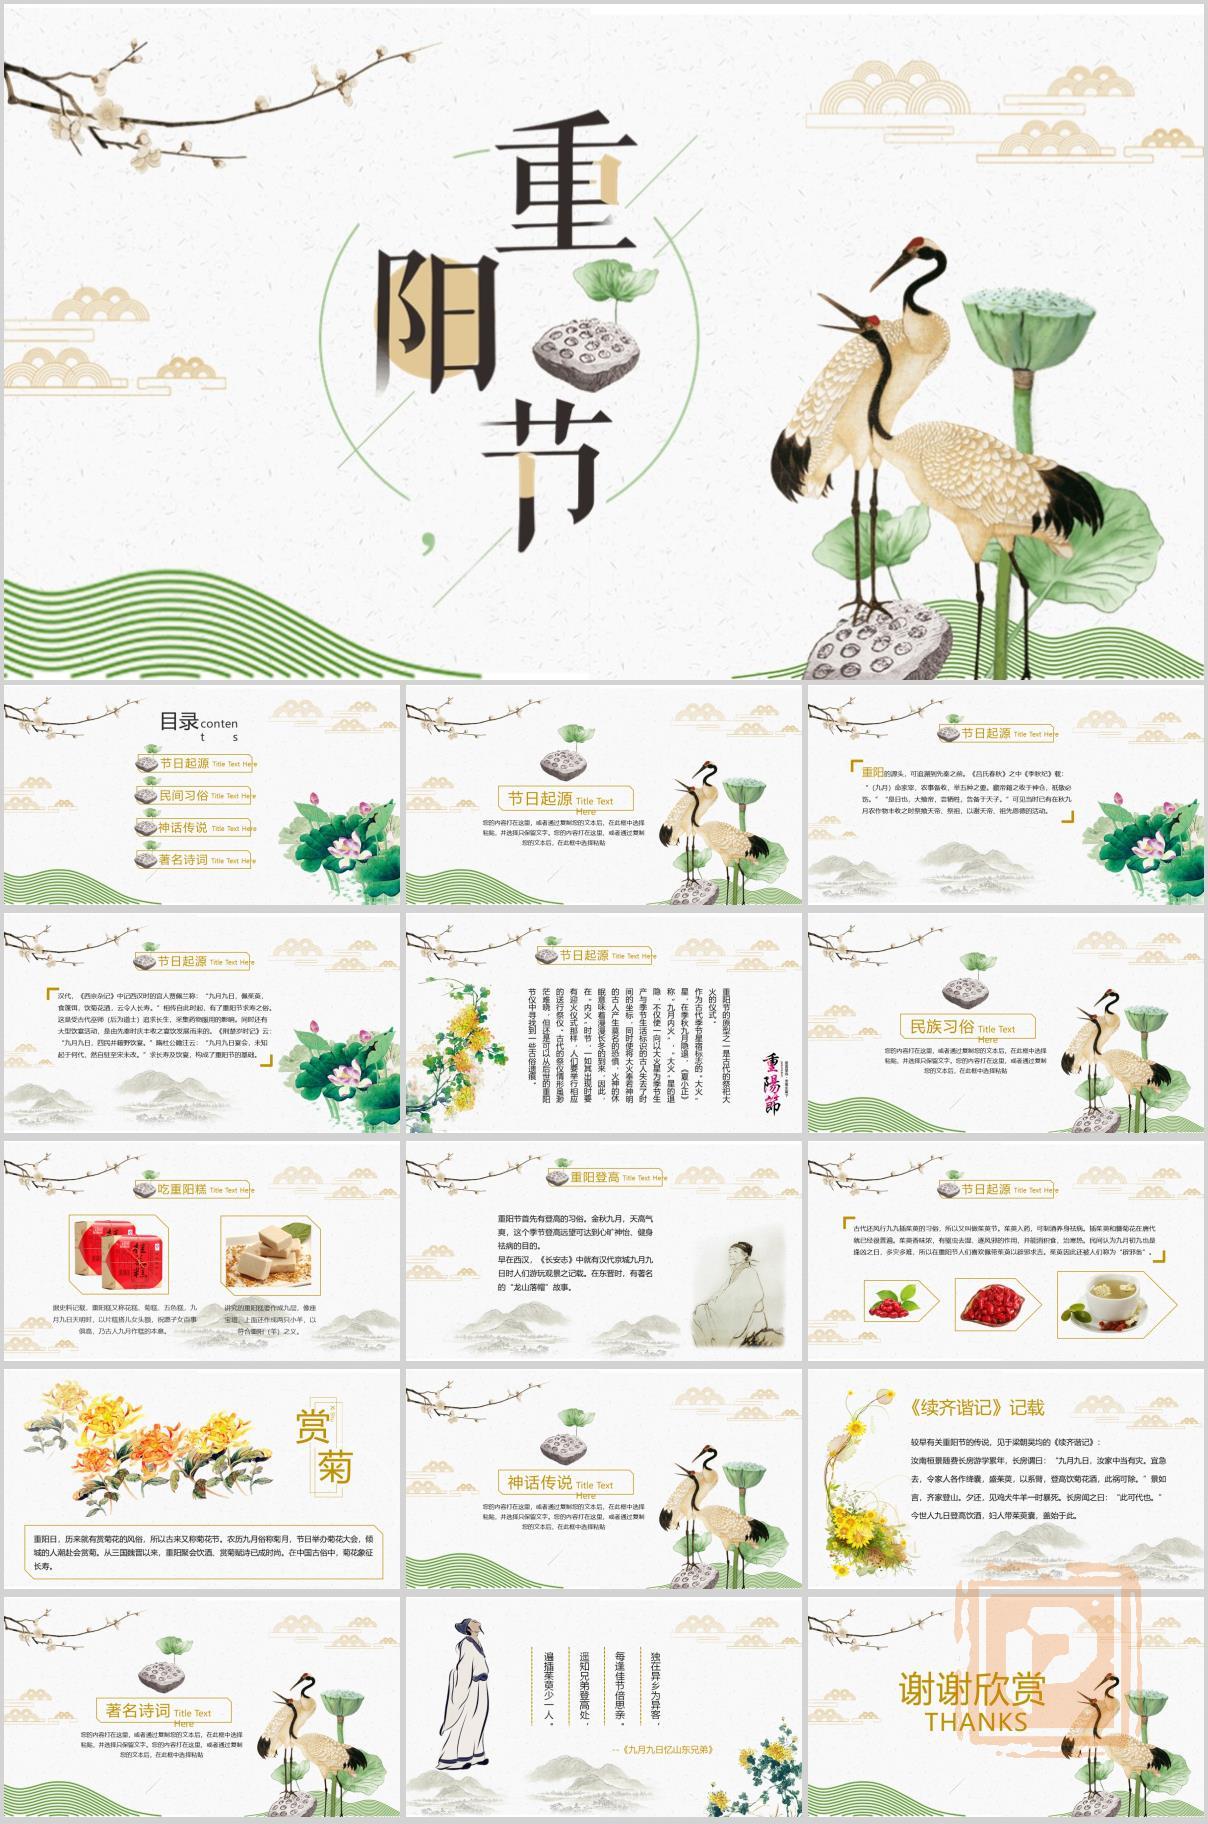 重
阳
节
目录 conten
t s
节日起源 Title Text Here
民间习俗 Title Text Here
神话传说 Title Text Here
著名诗词 Title Text Here
节日起源 Title Text
Here
您的内容打在这里，或者通过复制您的文本后，在此框中选择
粘贴，并选择只保留文字。您的内容打在这里，或者通过复制
您的文本后，在此框中选择粘贴
节日起源 Title Text Here
重阳的源头，可追溯到先秦之前。《吕氏春秋》之中《季秋纪》载：
“（九月）命家宰，农事备收，举五种之要。藏帝籍之收于神仓，祗敬必
饬。”“是日也，大飨帝，尝牺牲，告备于天子。”可见当时已有在秋九
月农作物丰收之时祭飨天帝、祭祖，以谢天帝、祖先恩德的活动。
节日起源 Title Text Here
汉代，《西京杂记》中记西汉时的宫人贾佩兰称：“九月九日，佩茱萸，
食蓬饵，饮菊花酒，云令人长寿。”相传自此时起，有了重阳节求寿之俗。
这是受古代巫师（后为道士）追求长生，采集药物服用的影响。同时还有
大型饮宴活动，是由先秦时庆丰收之宴饮发展而来的。《荆楚岁时记》云：
“九月九日，四民并籍野饮宴。”隋杜公瞻注云：“九月九日宴会，未知
起于何代，然自驻至宋未改。”求长寿及饮宴，构成了重阳节的基础。
节日起源 Title Text Here
重阳节的原型之一是古代的祭祀大
火的仪式。
作为古代季节星宿标志的“大火”
星，在季秋九月隐退，《夏小正》
称“九月内火”，“大火”星的退
隐，不仅使一向以大火星为季节生
产与季节生活标识的古人失去了时
间的坐标，同时使将大火奉若神明
的古人产生莫名的恐惧，火神的休
眠意味着漫漫长冬的到来，因此，
在“内火”时节，一如其出现时要
有迎火仪式那样，人们要举行相应
的送行祭仪。古代的祭仪情形虽渺
茫难晓，但还是可以从后世的重阳
节仪中寻找到一些古俗遗痕。
重陽節
民族习俗 Title Text
Here
您的内容打在这里，或者通过复制您的文本后，在此框中选择
粘贴，并选择只保留文字。您的内容打在这里，或者通过复制
您的文本后，在此框中选择粘贴
吃重阳糕 Title Text Here
据史料记载，重阳糕又称花糕、菊糕、五色糕，九
月九日天明时，以片糕搭儿女头额，祝愿子女百事
俱高，乃古人九月作糕的本意。
讲究的重阳糕要作成九层，像座
宝塔，上面还作成两只小羊，以
符合重阳（羊）之义。
重阳登高 Title Text Here
重阳节首先有登高的习俗。金秋九月，天高气
爽，这个季节登高远望可达到心旷神怡、健身
祛病的目的。
早在西汉，《长安志》中就有汉代京城九月九
日时人们游玩观景之记载。在东晋时，有著名
的“龙山落帽”故事。
节日起源 Title Text Here
古代还风行九九插茱萸的习俗，所以又叫做茱萸节。茱萸入药，可制酒养身祛病。插茱萸和簪菊花在唐代
就已经很普遍。茱萸香味浓，有驱虫去湿、逐风邪的作用，并能消积食，治寒热。民间认为九月初九也是
逢凶之日，多灾多难，所以在重阳节人们喜欢佩带茱萸以辟邪求吉。茱萸因此还被人们称为“辟邪翁”。
赏
菊
重阳日，历来就有赏菊花的风俗，所以古来又称菊花节。农历九月俗称菊月，节日举办菊花大会，倾
城的人潮赴会赏菊。从三国魏晋以来，重阳聚会饮酒、赏菊赋诗已成时尚。在中国古俗中，菊花象征
长寿。
神话传说 Title Text
Here
您的内容打在这里，或者通过复制您的文本后，在此框中选择
粘贴，并选择只保留文字。您的内容打在这里，或者通过复制
您的文本后，在此框中选择粘贴
《续齐谐记》记载
较早有关重阳节的传说，见于梁朝吴均的《续齐谐记》：
汝南桓景随费长房游学累年，长房谓曰：“九月九日，汝家中当有灾。宜急
去，令家人各作绛囊，盛茱萸，以系臂，登高饮菊花酒，此祸可除。”景如
言，齐家登山。夕还，见鸡犬牛羊一时暴死。长房闻之曰：“此可代也。”
今世人九日登高饮酒，妇人带茱萸囊，盖始于此。
著名诗词 Title Text
Here
您的内容打在这里，或者通过复制您的文本后，在此框中选择
粘贴，并选择只保留文字。您的内容打在这里，或者通过复制
您的文本后，在此框中选择粘贴
独在异乡为异客，
每逢佳节倍思亲。
遥知兄弟登高处，
遍插茱萸少一人。
--《九月九日忆山东兄弟》
谢谢欣赏
THANKS